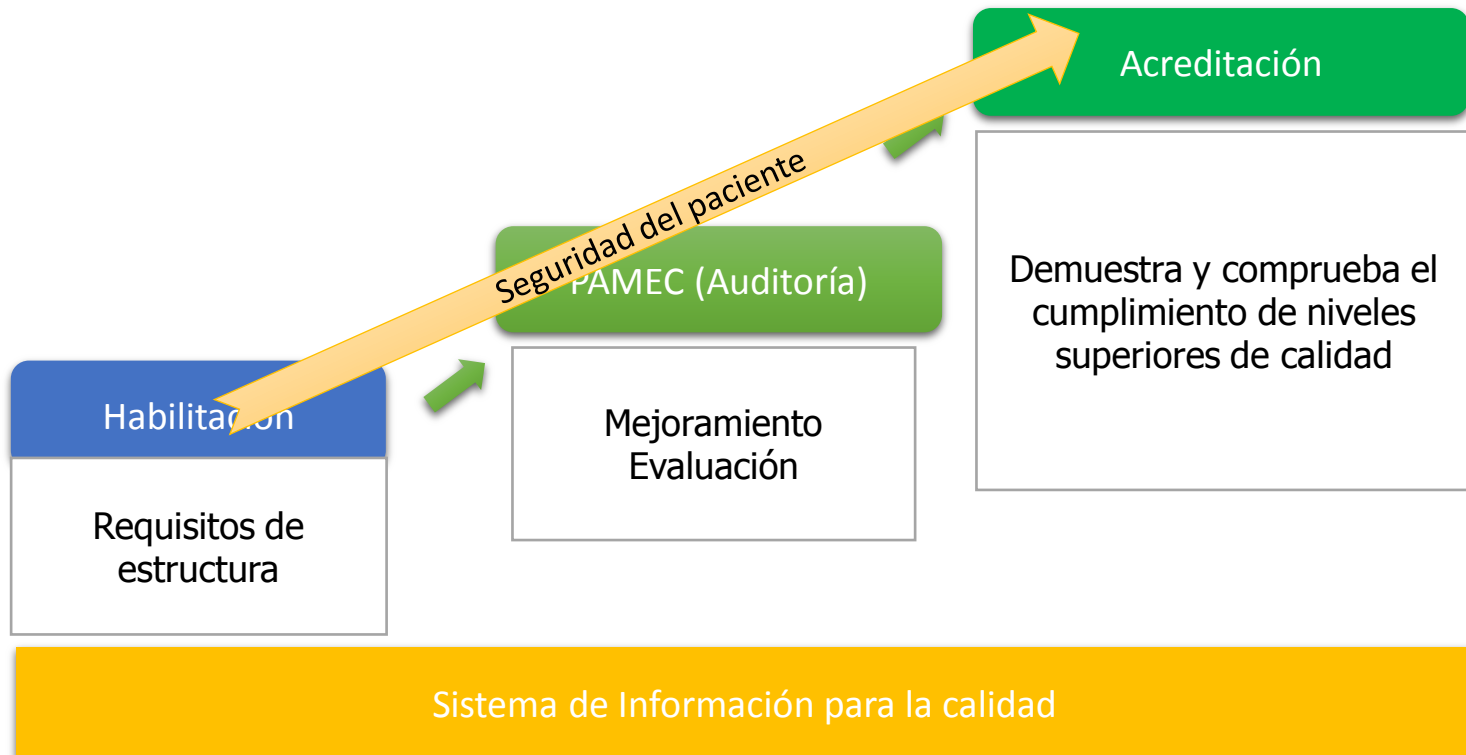 Acreditación
Demuestra y comprueba el
cumplimiento de niveles
superiores de calidad
Seguridad del paciente
PAMEC (Auditoría)
Mejoramiento
Evaluación
Habilitación
Requisitos de
estructura
Sistema de Información para la calidad